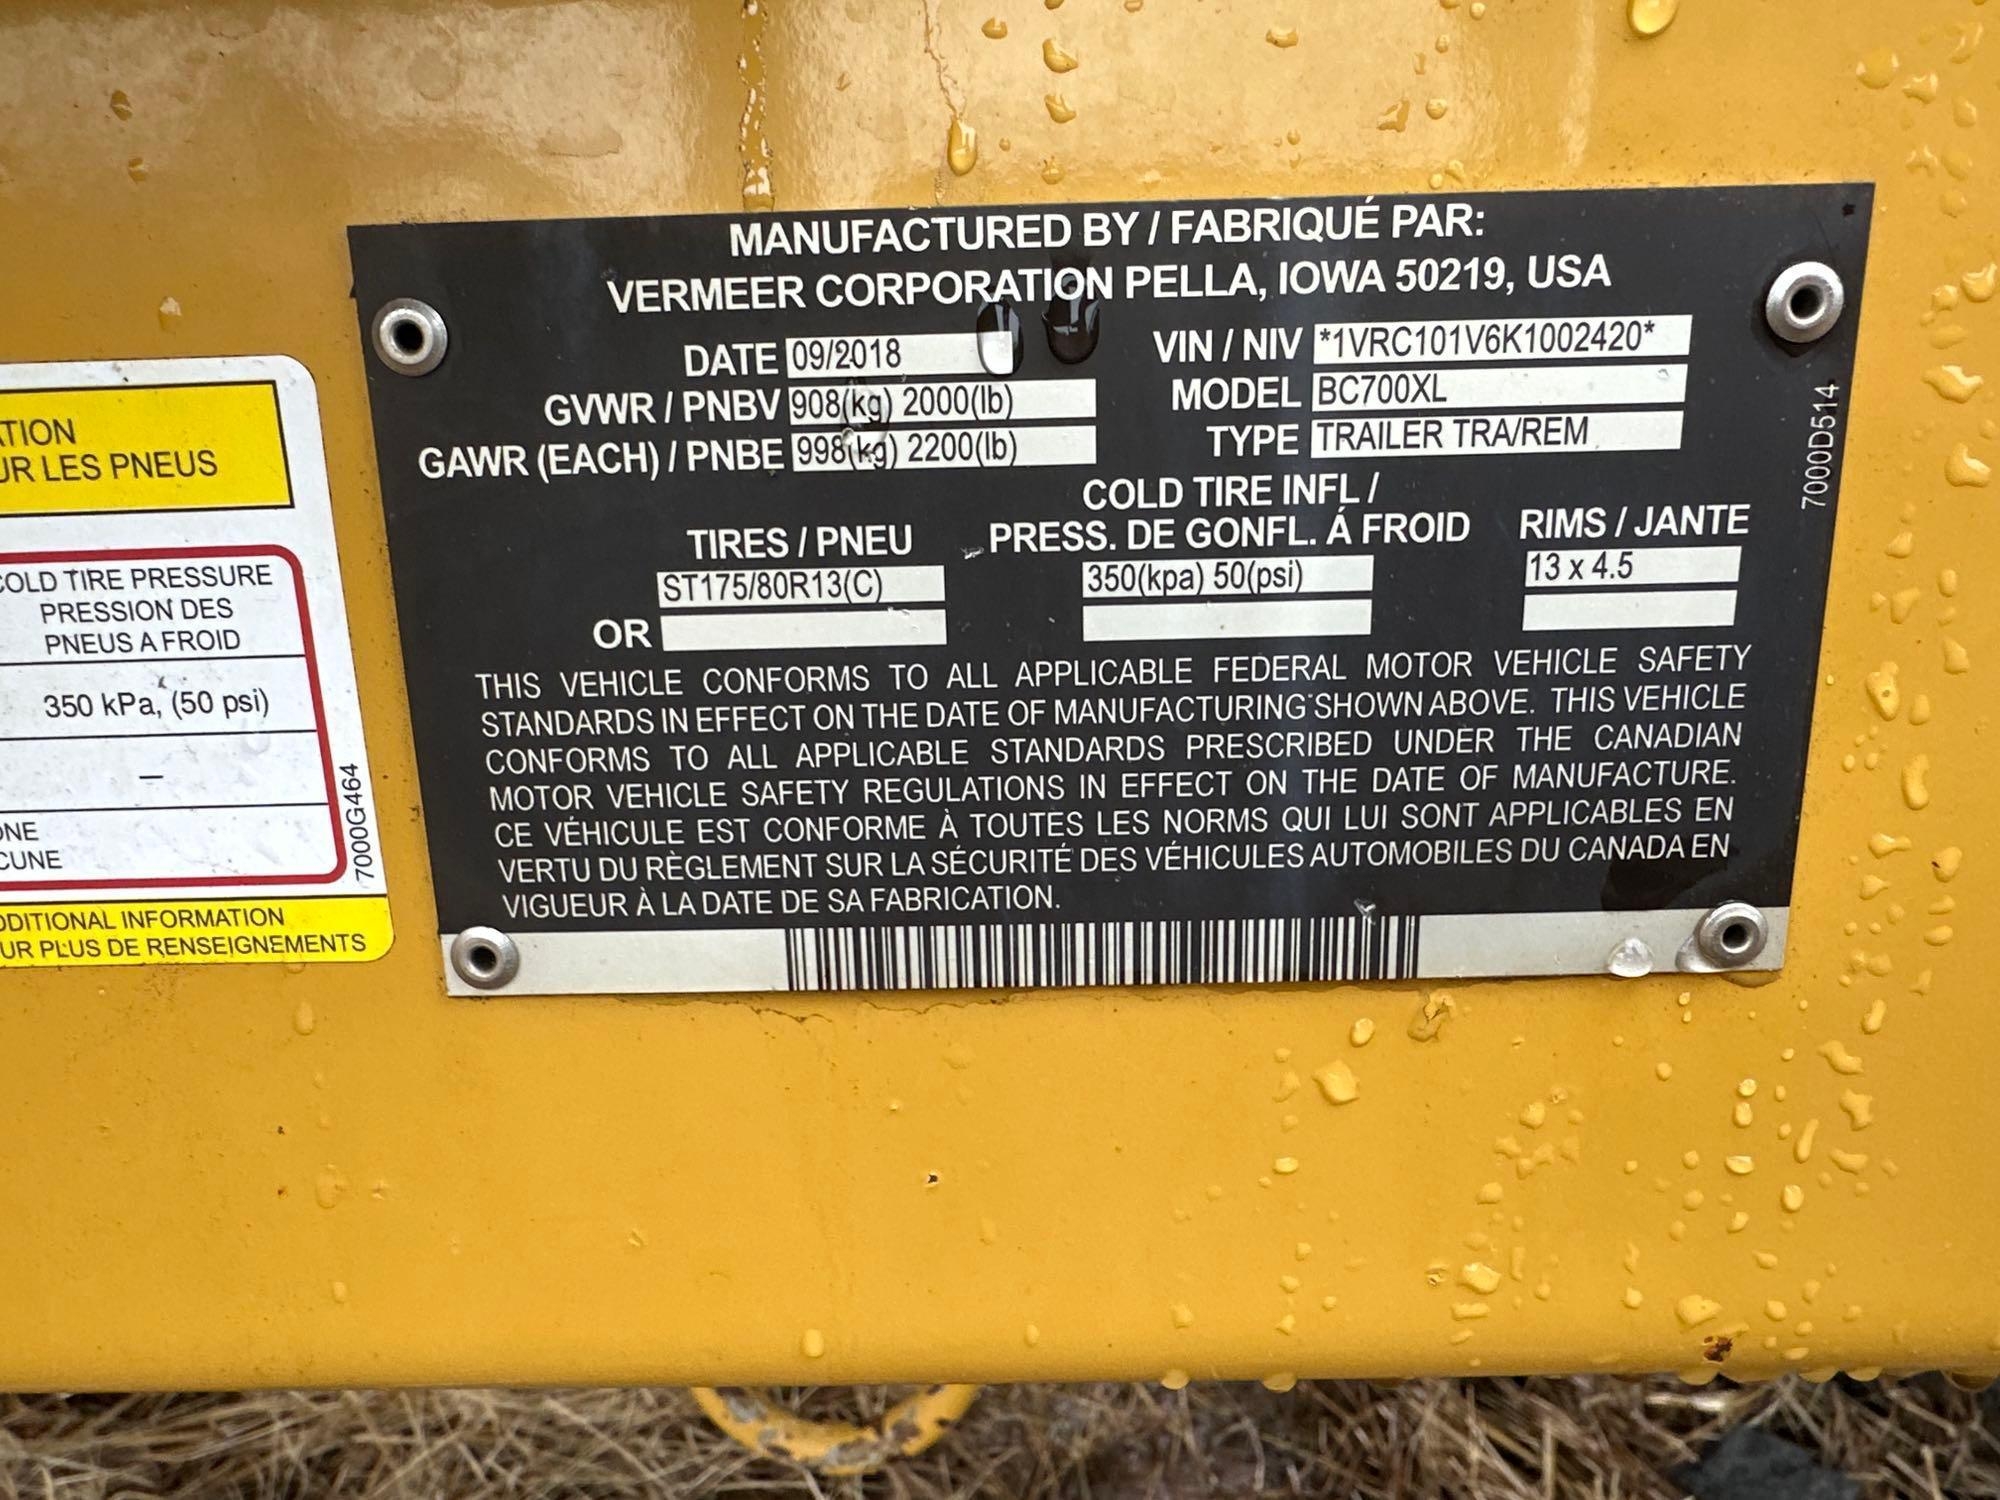 MANUFACTURED BY / FABRIQUÉ PAR:
VERMEER CORPORATION PELLA, IOWA 50219, USA
DATE 09/2018
VIN / NIV *1VRC101V6K1002420*
GVWR / PNBV 908(kg) 2000(lb)
MODEL BC700XL
GAWR (EACH) / PNBE 998(kg) 2200(lb)
TYPE TRAILER TRA/REM
TIRES / PNEU
COLD TIRE INFL /
PRESS. DE GONFL. Á FROID
RIMS / JANTE
ST175/80R13(C)
350(kpa) 50(psi)
13 x 4.5
OR
THIS VEHICLE CONFORMS TO ALL APPLICABLE FEDERAL MOTOR VEHICLE SAFETY
STANDARDS IN EFFECT ON THE DATE OF MANUFACTURING SHOWN ABOVE. THIS VEHICLE
CONFORMS TO ALL APPLICABLE STANDARDS PRESCRIBED UNDER THE CANADIAN
MOTOR VEHICLE SAFETY REGULATIONS IN EFFECT ON THE DATE OF MANUFACTURE.
CE VÉHICULE EST CONFORME À TOUTES LES NORMS QUI LUI SONT APPLICABLES EN
VERTU DU RÈGLEMENT SUR LA SÉCURITÉ DES VÉHICULES AUTOMOBILES DU CANADA EN
VIGUEUR À LA DATE DE SA FABRICATION.
7000D514
LES PNEUS
COLD TIRE PRESSURE
PRESSION DES
PNEUS A FROID
350 kPa, (50 psi)
–
7000G464
INFORMATION
PLUS DE RENSEIGNEMENTS